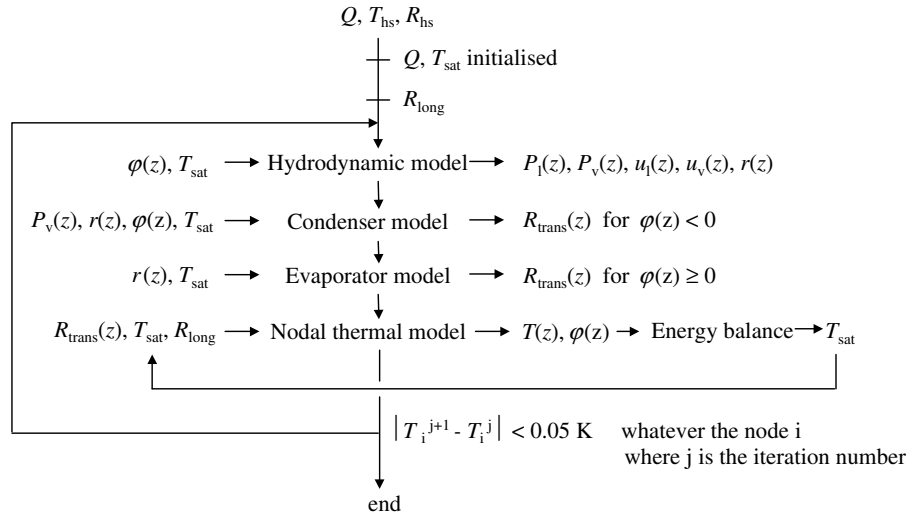 Q, T_hs, R_hs
Q, T_sat initialised
R_long
φ(z), T_sat → Hydrodynamic model → P_l(z), P_v(z), u_l(z), u_v(z), r(z)
P_v(z), r(z), φ(z), T_sat → Condenser model → R_trans(z) for φ(z) < 0
r(z), T_sat → Evaporator model → R_trans(z) for φ(z) ≥ 0
R_trans(z), T_sat, R_long → Nodal thermal model → T(z), φ(z) → Energy balance → T_sat
| T_i^j+1 - T_i^j | < 0.05 K whatever the node i
where j is the iteration number
end